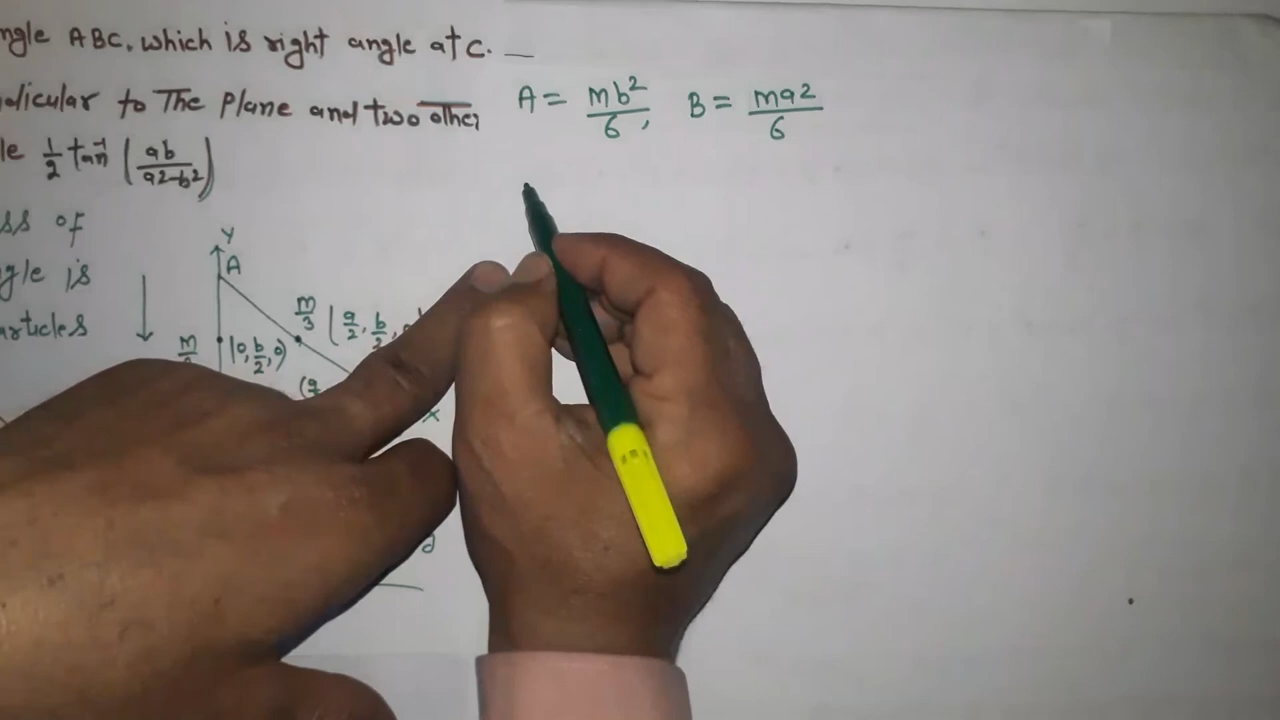 ngle ABC, which is right angle at C.
dicular to The Plane and two other
le 1/2 tan⁻¹ (ab/a2-b2)
A = mb²/6, B = ma2/6
ss of
gle is
articles
Y
A
m/3 (a/2, b/2,
m (0, b/2, 0)
(a
x